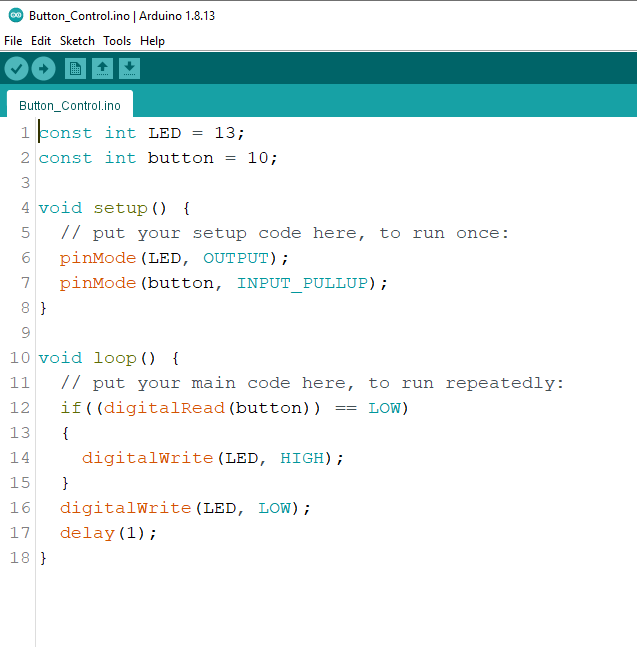 Button_Control.ino | Arduino 1.8.13
File Edit Sketch Tools Help
Button_Control.ino
1 const int LED = 13;
2 const int button = 10;
3
4 void setup() {
5   // put your setup code here, to run once:
6   pinMode(LED, OUTPUT);
7   pinMode(button, INPUT_PULLUP);
8 }
9
10 void loop() {
11   // put your main code here, to run repeatedly:
12   if((digitalRead(button)) == LOW)
13   {
14     digitalWrite(LED, HIGH);
15   }
16   digitalWrite(LED, LOW);
17   delay(1);
18 }